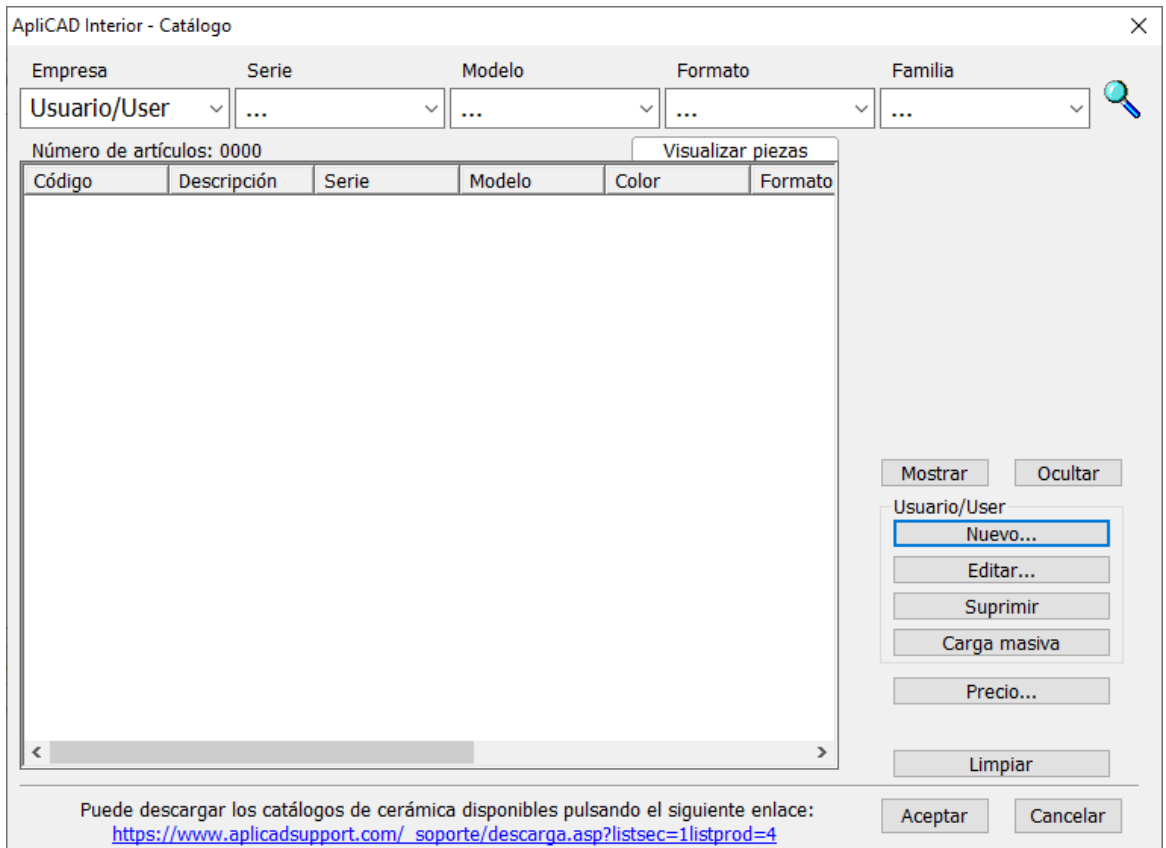 ApliCAD Interior - Catálogo
Empresa Serie Modelo Formato Familia
Usuario/User ... ... ... ...
Número de artículos: 0000 Visualizar piezas
Código Descripción Serie Modelo Color Formato
Mostrar Ocultar
Usuario/User
Nuevo...
Editar...
Suprimir
Carga masiva
Precio...
Limpiar
Puede descargar los catálogos de cerámica disponibles pulsando el siguiente enlace:
https://www.aplicadsupport.com/_soporte/descarga.asp?listsec=1listprod=4
Aceptar Cancelar